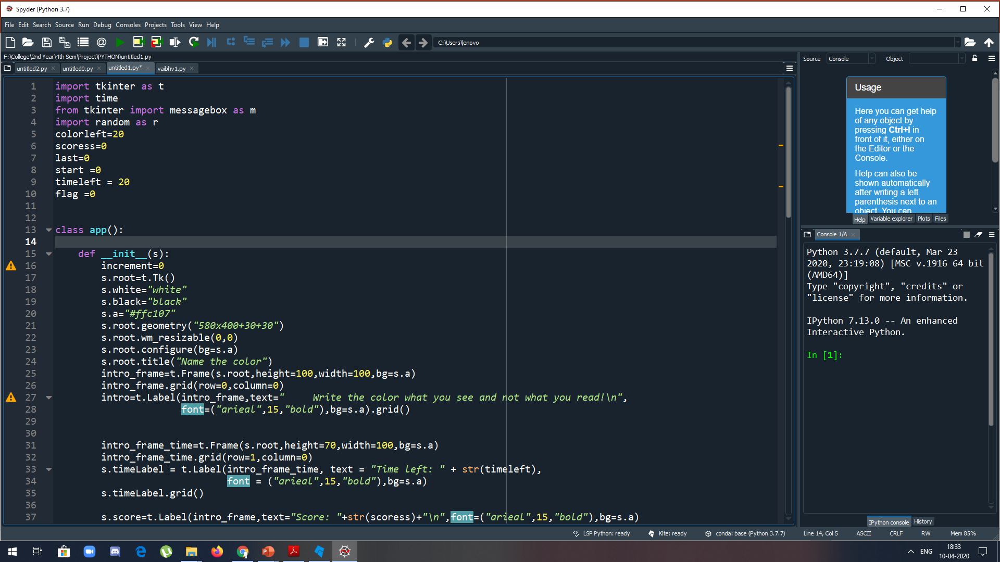 Spyder (Python 3.7)
File Edit Search Source Run Debug Consoles Projects Tools View Help
C:\Users\lenovo
F:\College\2nd Year\4th Sem\Project\PYTHON\untitled1.py
untitled2.py untitled0.py untitled1.py* vaibhv1.py
1 import tkinter as t
2 import time
3 from tkinter import messagebox as m
4 import random as r
5 colorleft=20
6 scoress=0
7 last=0
8 start =0
9 timeleft = 20
10 flag =0
11
12
13 class app():
14
15 def __init__(s):
16 increment=0
17 s.root=t.Tk()
18 s.white="white"
19 s.black="black"
20 s.a="#ffc107"
21 s.root.geometry("580x400+30+30")
22 s.root.wm_resizable(0,0)
23 s.root.configure(bg=s.a)
24 s.root.title("Name the color")
25 intro_frame=t.Frame(s.root,height=100,width=100,bg=s.a)
26 intro_frame.grid(row=0,column=0)
27 intro=t.Label(intro_frame,text="     Write the color what you see and not what you read!\n",
28 font=("arieal",15,"bold"),bg=s.a).grid()
29
30
31 intro_frame_time=t.Frame(s.root,height=70,width=100,bg=s.a)
32 intro_frame_time.grid(row=1,column=0)
33 s.timeLabel = t.Label(intro_frame_time, text = "Time left: " + str(timeleft),
34 font = ("arieal",15,"bold"),bg=s.a)
35 s.timeLabel.grid()
36
37 s.score=t.Label(intro_frame,text="Score: "+str(scoress)+"\n",font=("arieal",15,"bold"),bg=s.a)
Source Console Object
Usage
Here you can get help
of any object by
pressing Ctrl+I in
front of it, either on
the Editor or the
Console.
Help can also be
shown automatically
after writing a left
parenthesis next to an
object. You can
Help Variable explorer Plots Files
Console 1/A
Python 3.7.7 (default, Mar 23
2020, 23:19:08) [MSC v.1916 64 bit
(AMD64)]
Type "copyright", "credits" or
"license" for more information.
IPython 7.13.0 -- An enhanced
Interactive Python.
In [1]:
IPython console History
LSP Python: ready Kite: ready conda: base (Python 3.7.7) Line 14, Col 5 ASCII CRLF RW Mem 85%
ENG
18:33
10-04-2020